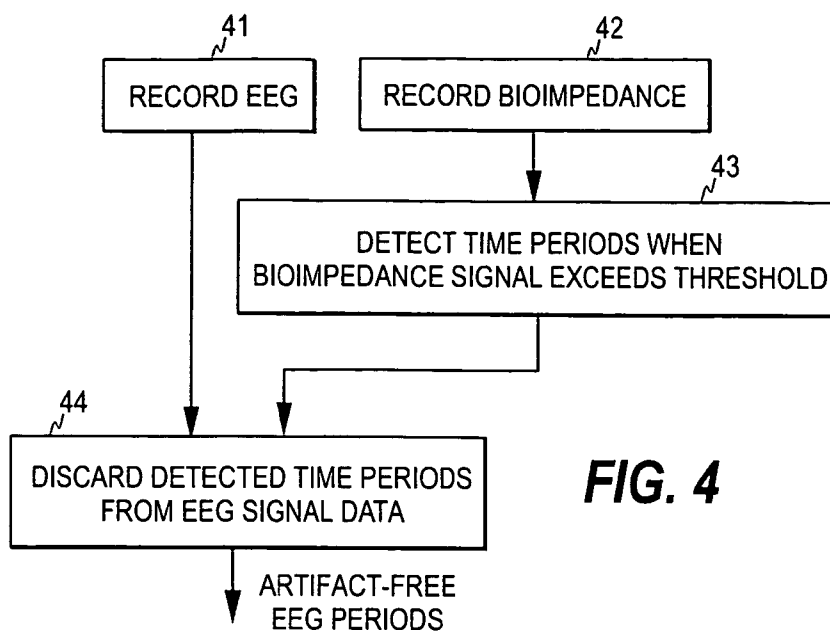 41
RECORD EEG
42
RECORD BIOIMPEDANCE
43
DETECT TIME PERIODS WHEN
BIOIMPEDANCE SIGNAL EXCEEDS THRESHOLD
44
DISCARD DETECTED TIME PERIODS
FROM EEG SIGNAL DATA
FIG. 4
ARTIFACT-FREE
EEG PERIODS